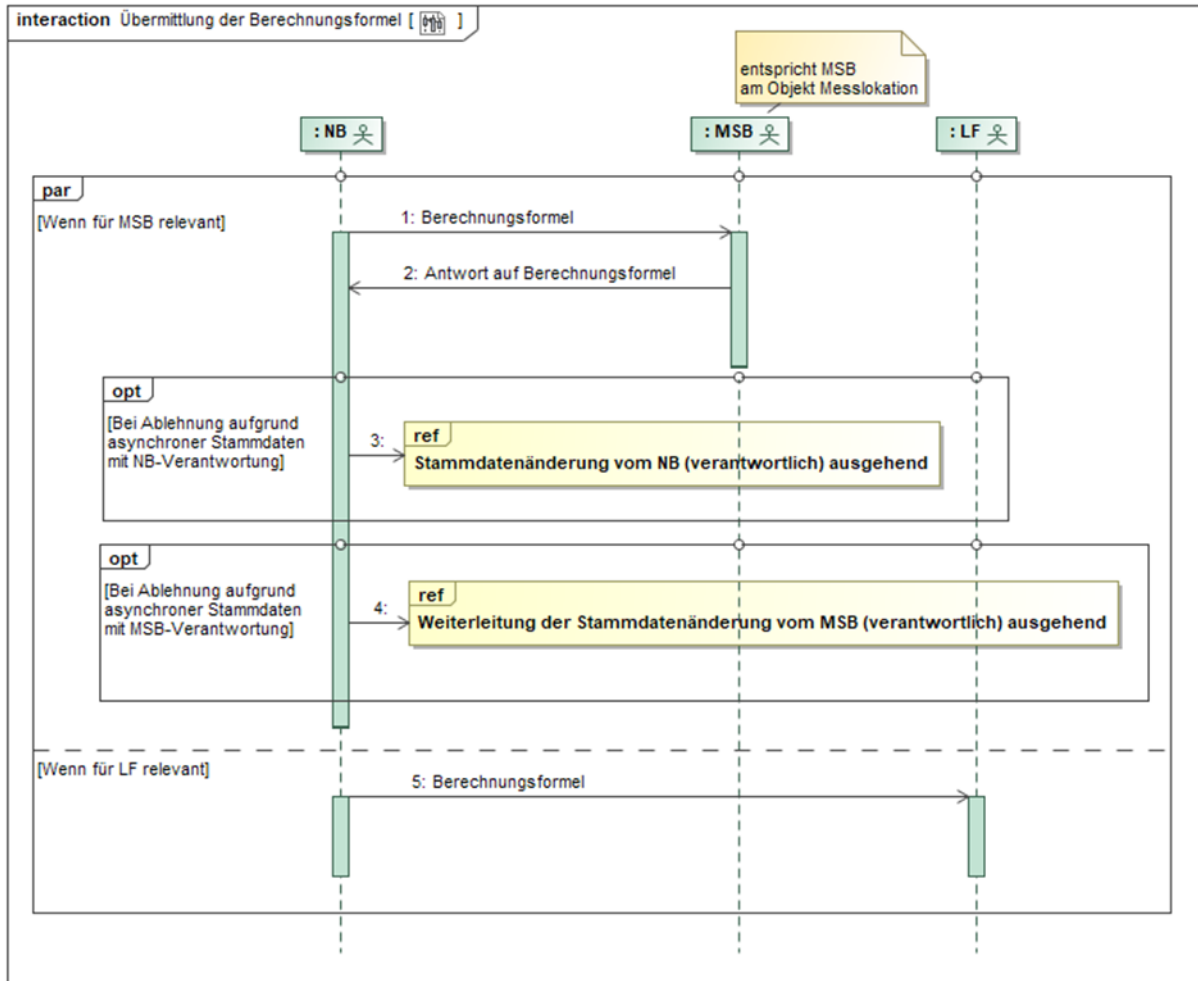 interaction Übermittlung der Berechnungsformel [ ]
entspricht MSB
am Objekt Messlokation
: NB
: MSB
: LF
par
[Wenn für MSB relevant]
1: Berechnungsformel
2: Antwort auf Berechnungsformel
opt
[Bei Ablehnung aufgrund
asynchroner Stammdaten
mit NB-Verantwortung]
3:
ref
Stammdatenänderung vom NB (verantwortlich) ausgehend
opt
[Bei Ablehnung aufgrund
asynchroner Stammdaten
mit MSB-Verantwortung]
4:
ref
Weiterleitung der Stammdatenänderung vom MSB (verantwortlich) ausgehend
[Wenn für LF relevant]
5: Berechnungsformel